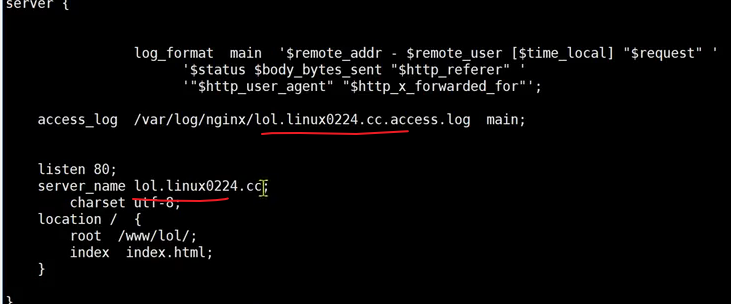 server {
log_format main '$remote_addr - $remote_user [$time_local] "$request" '
'$status $body_bytes_sent "$http_referer" '
'"$http_user_agent" "$http_x_forwarded_for"';
access_log /var/log/nginx/lol.linux0224.cc.access.log main;
listen 80;
server_name lol.linux0224.cc;
charset utf-8;
location / {
root /www/lol/;
index index.html;
}
}